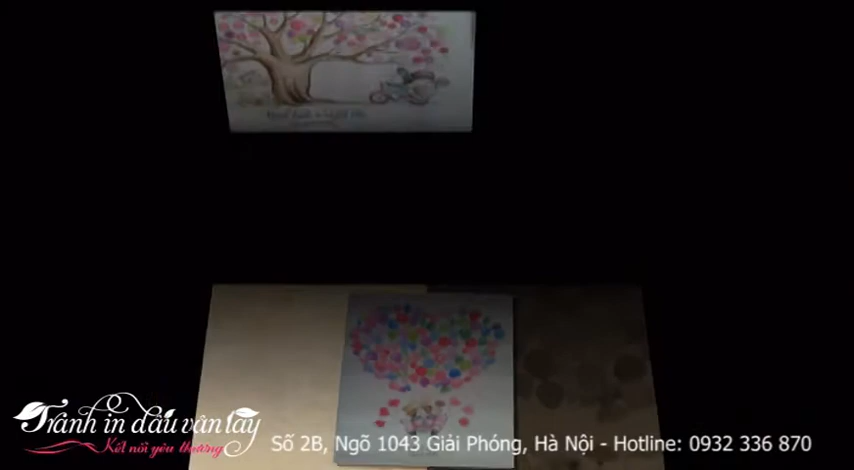 Tranh in dấu vân tay
Kết nối yêu thương
Số 2B, Ngõ 1043 Giải Phóng, Hà Nội - Hotline: 0932 336 870